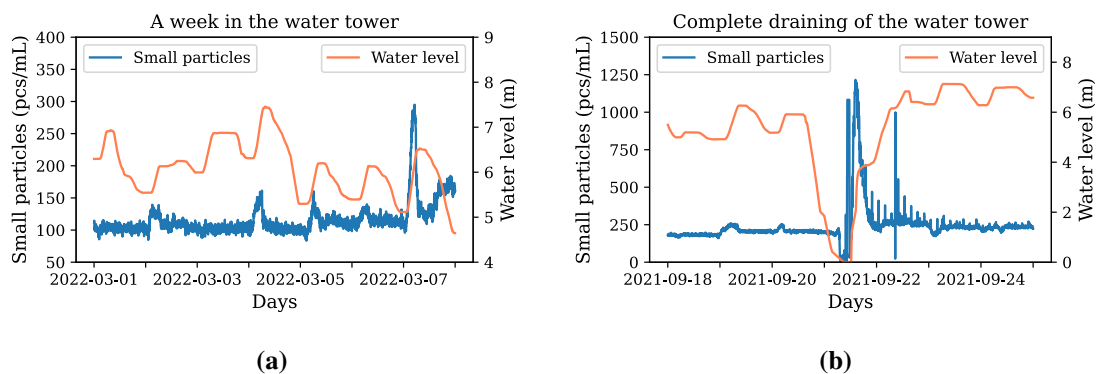 A week in the water tower
Small particles (pcs/mL)
400
350
300
250
200
150
100
50
Small particles
Water level
9
8
7
6
5
4
Water level (m)
2022-03-01
2022-03-03
2022-03-05
2022-03-07
Days
(a)
Complete draining of the water tower
Small particles (pcs/mL)
1500
1250
1000
750
500
250
0
Small particles
Water level
8
6
4
2
0
Water level (m)
2021-09-18
2021-09-20
2021-09-22
2021-09-24
Days
(b)